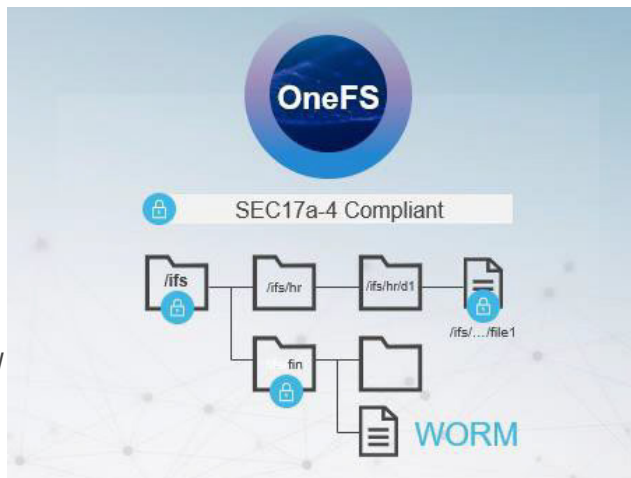 OneFS
SEC17a-4 Compliant
/ifs
/ifs/hr
/ifs/hr/d1
/ifs/.../file1
fin
WORM